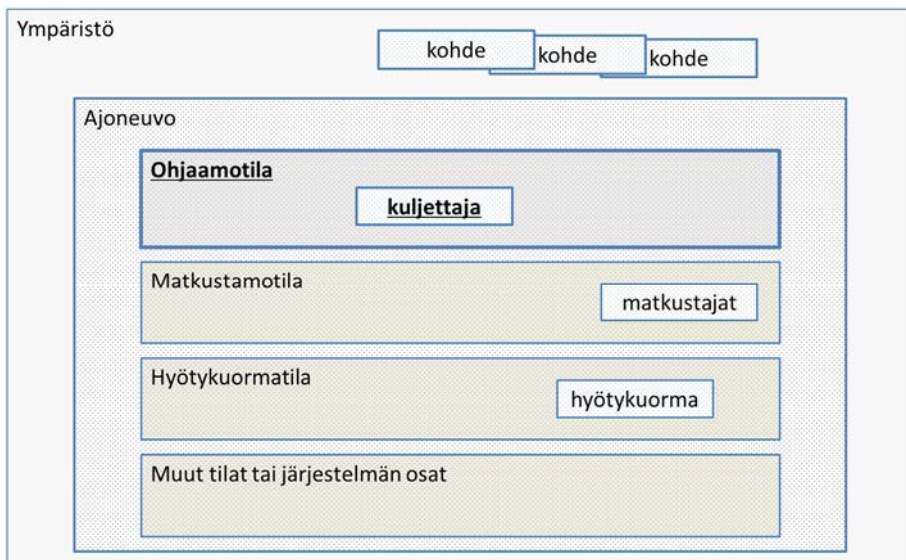 Ympäristö
kohde
kohde
kohde
Ajoneuvo
Ohjaamotila
kuljettaja
Matkustamotila
matkustajat
Hyötykuormatila
hyötykuorma
Muut tilat tai järjestelmän osat